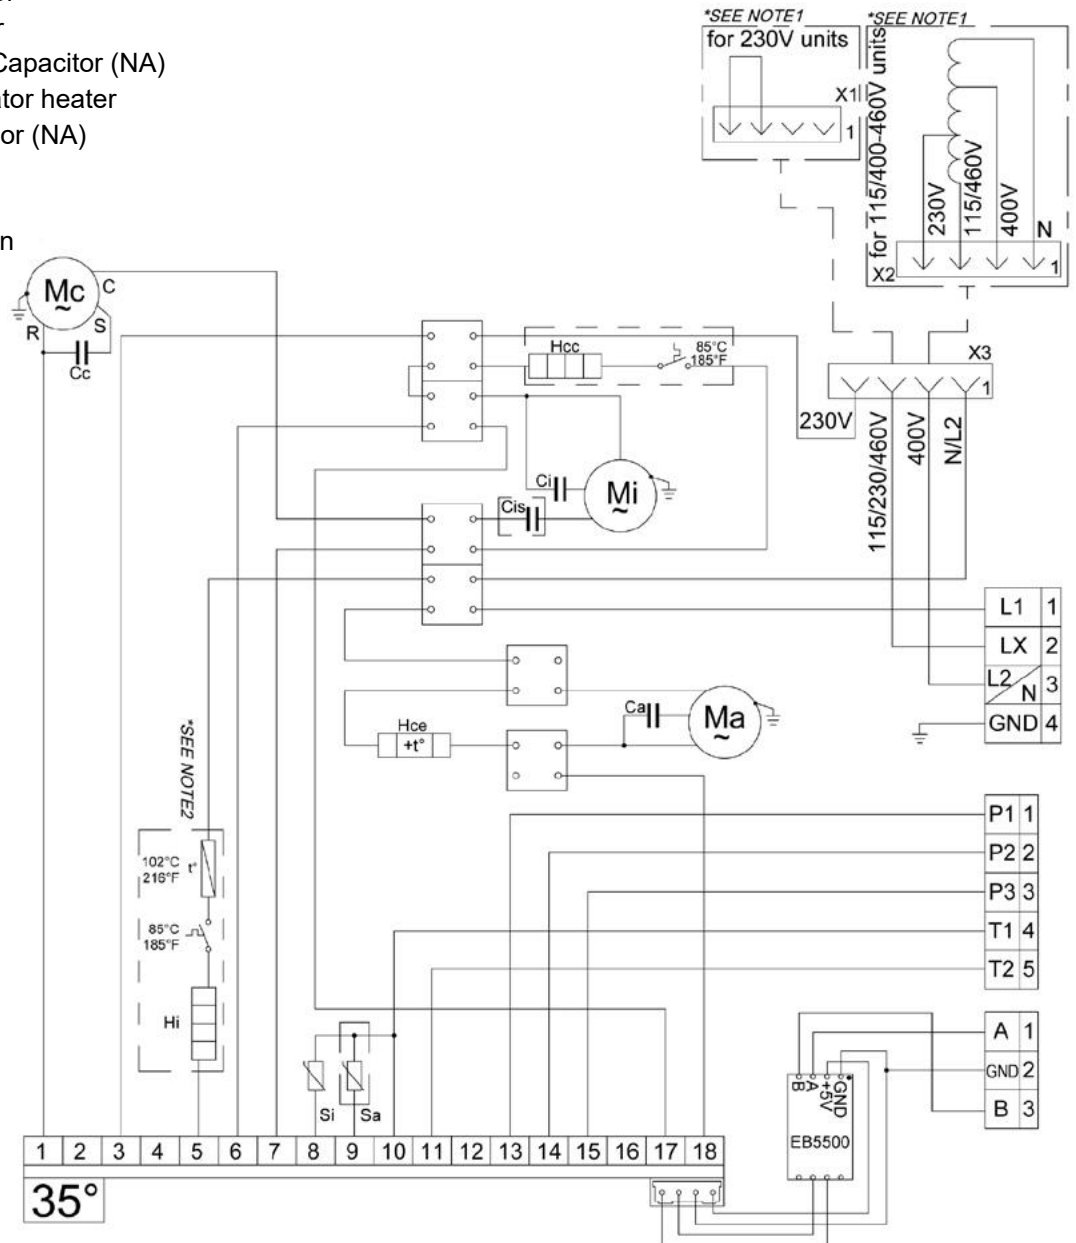 Capacitor (NA)
heater
(NA)
*SEE NOTE1
for 230V units
X1
1
*SEE NOTE1
for 115/400-460V units
230V
115/460V
400V
N
X2
1
Mc
~
C
S
R
Cc
Hcc
85°C
185°F
X3
1
230V
115/230/460V
400V
N/L2
Ci
Cis
Mi
~
L1 1
LX 2
L2/N 3
GND 4
Ca
Ma
~
Hce
+t°
*SEE NOTE2
102°C
216°F
t°
85°C
185°F
Hi
P1 1
P2 2
P3 3
T1 4
T2 5
Si
Sa
A 1
GND 2
B 3
B
A
+5V
GND
EB5500
1 2 3 4 5 6 7 8 9 10 11 12 13 14 15 16 17 18
35°